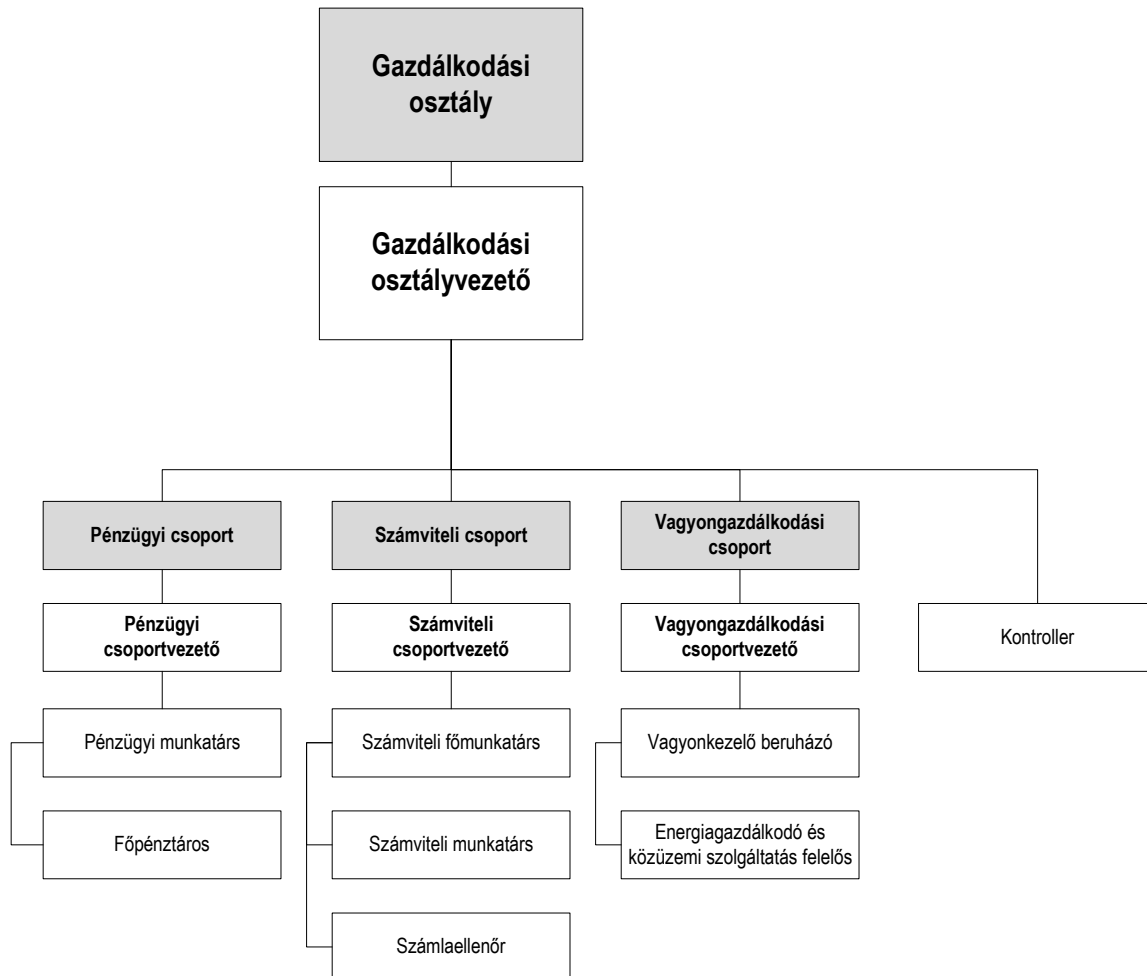 Gazdálkodási
osztály
Gazdálkodási
osztályvezető
Pénzügyi csoport
Számviteli csoport
Vagyongazdálkodási
csoport
Pénzügyi
csoportvezető
Számviteli
csoportvezető
Vagyongazdálkodási
csoportvezető
Kontroller
Pénzügyi munkatárs
Számviteli főmunkatárs
Vagyonkezelő beruházó
Főpénztáros
Számviteli munkatárs
Energiagazdálkodó és
közüzemi szolgáltatás felelős
Számlaellenőr